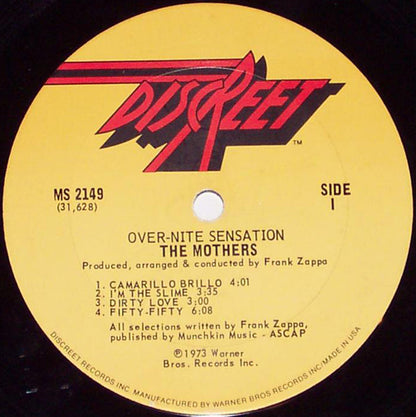 DISCREET
TM
MS 2149
(31,628)
SIDE
1
OVER-NITE SENSATION
THE MOTHERS
Produced, arranged & conducted by Frank Zappa
1. CAMARILLO BRILLO 4:01
2. I'M THE SLIME 3:35
3. DIRTY LOVE 3:00
4. FIFTY-FIFTY 6:08
All selections written by Frank Zappa,
published by Munchkin Music - ASCAP
℗1973 Warner
Bros. Records Inc.
DISCREET RECORDS INC. MANUFACTURED BY WARNER BROS RECORDS INC/MADE IN USA